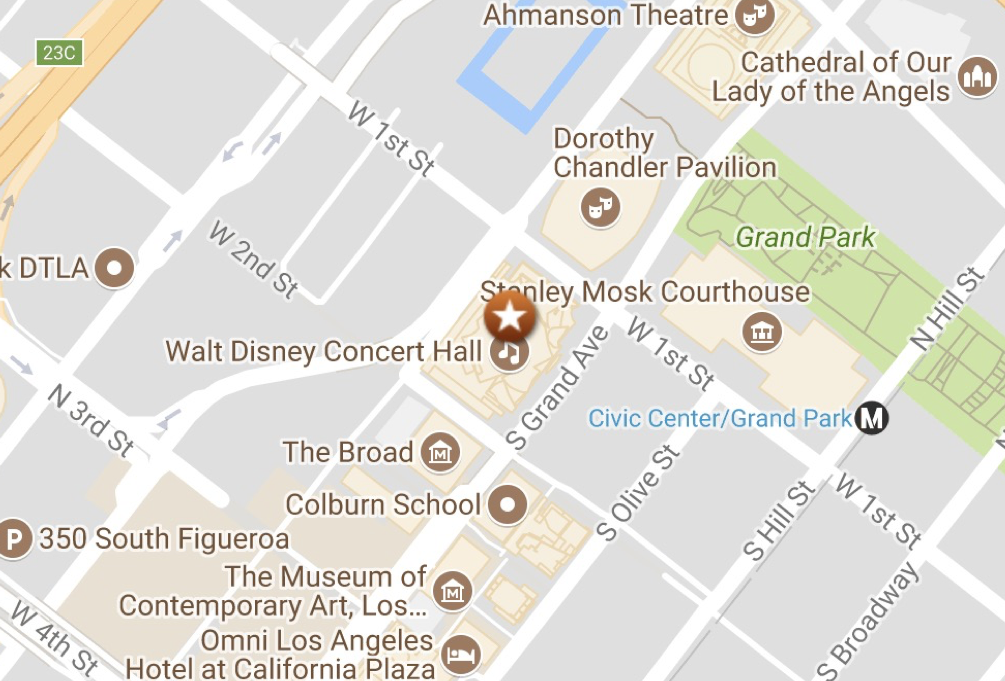 Ahmanson Theatre
23C
Cathedral of Our
Lady of the Angels
W 1st St
Dorothy
Chandler Pavilion
Grand Park
W 2nd St
k DTLA
Stanley Mosk Courthouse
N Hill St
W 1st St
Walt Disney Concert Hall
S Grand Ave
N 3rd St
Civic Center/Grand Park
M
The Broad
S Olive St
Colburn School
S Hill St
W 1st St
P
350 South Figueroa
The Museum of
Contemporary Art, Los...
S Broadway
W 4th St
Omni Los Angeles
Hotel at California Plaza